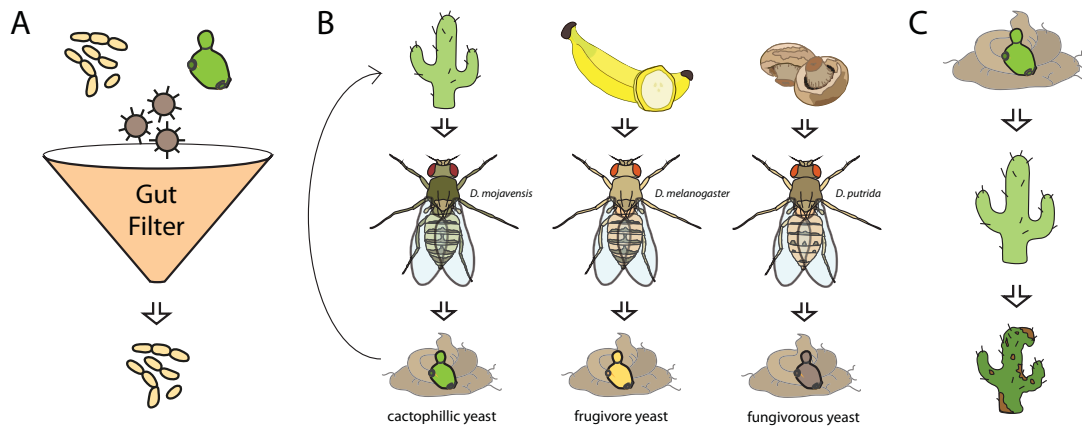 A
Gut
Filter
B
D. mojavensis
D. melanogaster
D. putrida
cactophillic yeast
frugivore yeast
fungivorous yeast
C